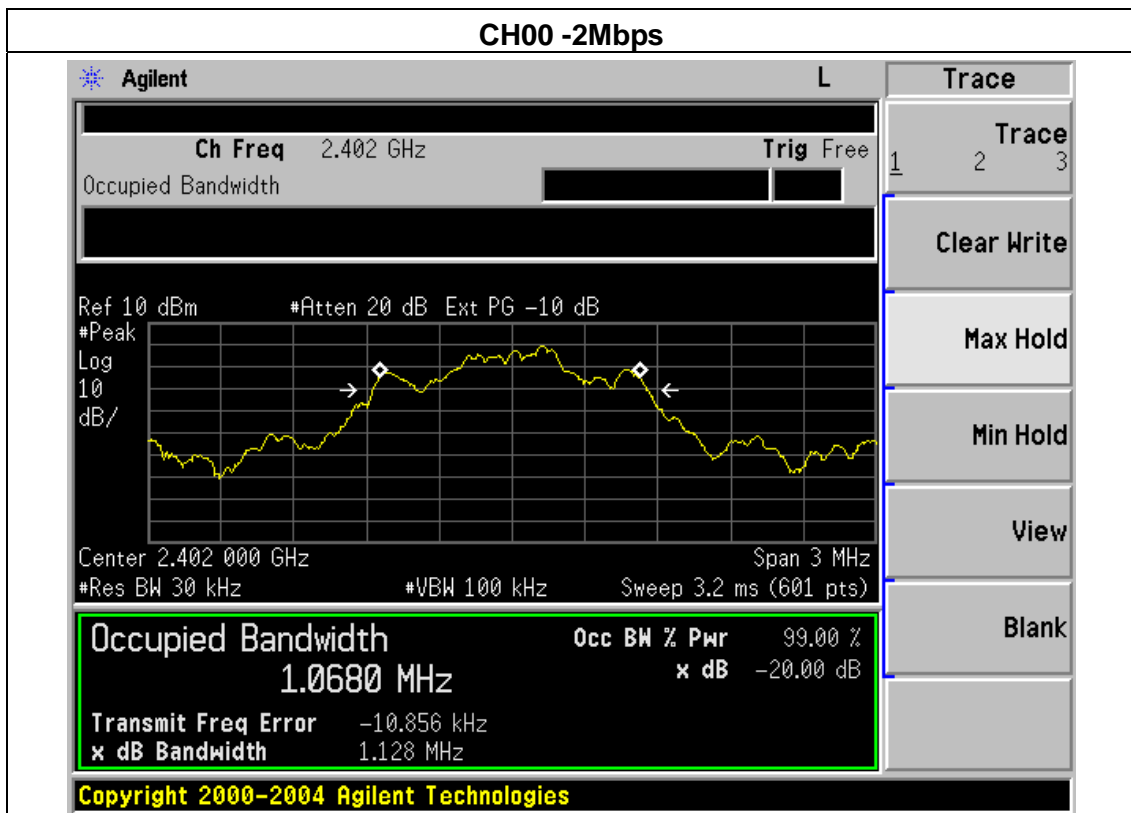 CH00 -2Mbps
Agilent L Trace
Ch Freq 2.402 GHz Trig Free
Occupied Bandwidth
Trace
1 2 3
Clear Write
Max Hold
Min Hold
View
Blank
Ref 10 dBm #Atten 20 dB Ext PG -10 dB
#Peak
Log
10
dB/
Center 2.402 000 GHz Span 3 MHz
#Res BW 30 kHz #VBW 100 kHz Sweep 3.2 ms (601 pts)
Occupied Bandwidth Occ BW % Pwr 99.00 %
1.0680 MHz x dB -20.00 dB
Transmit Freq Error -10.856 kHz
x dB Bandwidth 1.128 MHz
Copyright 2000-2004 Agilent Technologies